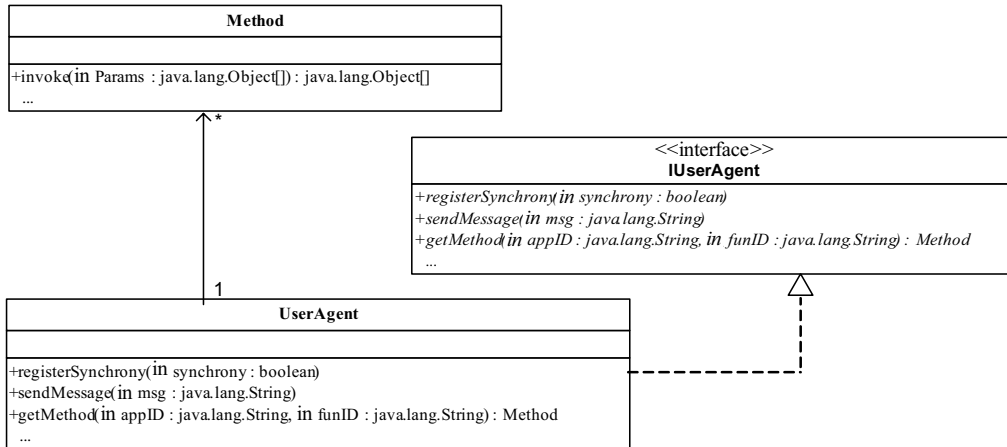 Method
+invoke(in Params : java.lang.Object[]) : java.lang.Object[]
...
*
<<interface>>
IUserAgent
+registerSynchrony(in synchrony : boolean)
+sendMessage(in msg : java.lang.String)
+getMethod(in appID : java.lang.String, in funID : java.lang.String) : Method
...
1
UserAgent
+registerSynchrony(in synchrony : boolean)
+sendMessage(in msg : java.lang.String)
+getMethod(in appID : java.lang.String, in funID : java.lang.String) : Method
...